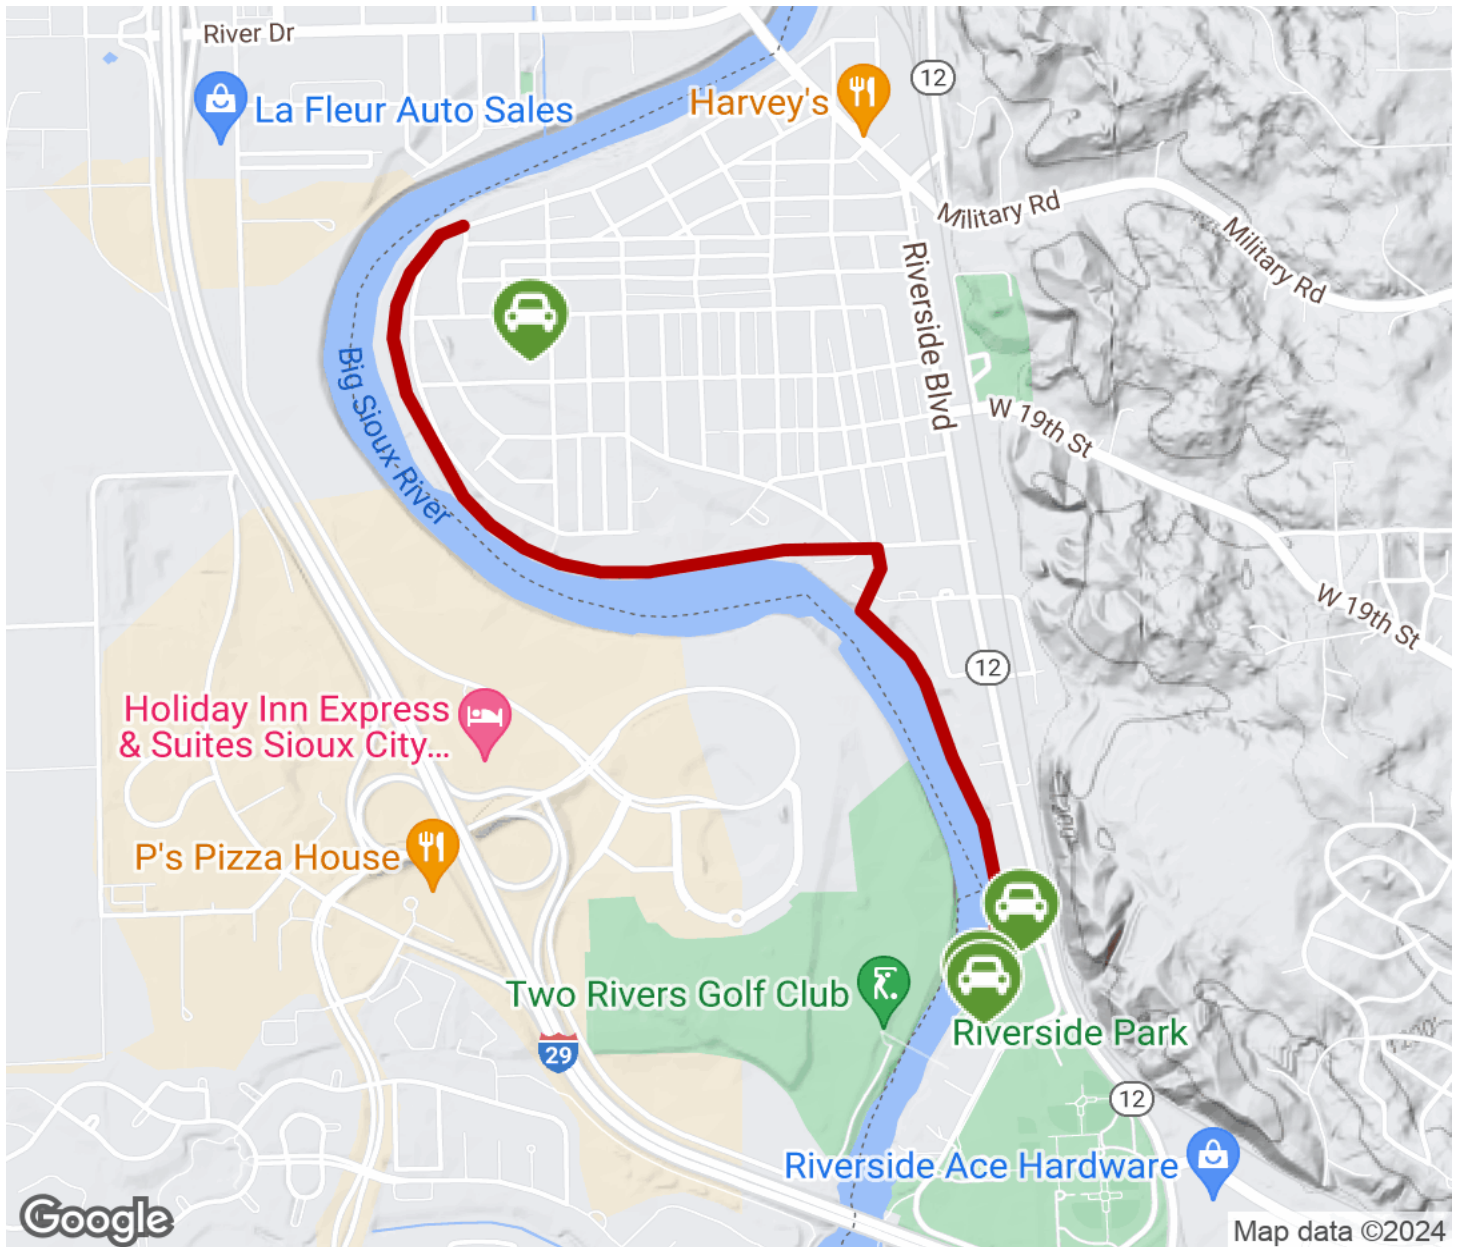 River Dr
La Fleur Auto Sales
Harvey's
12
Military Rd
Military Rd
Riverside Blvd
Big Sioux River
W 19th St
W 19th St
12
Holiday Inn Express
& Suites Sioux City...
P's Pizza House
Two Rivers Golf Club
Riverside Park
29
12
Riverside Ace Hardware
Google
Map data ©2024